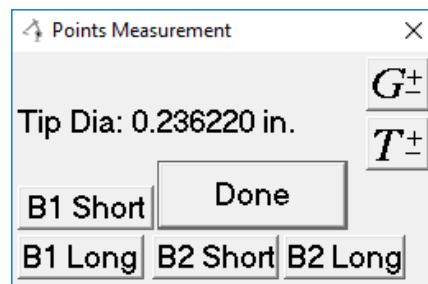 Points Measurement
G±
Tip Dia: 0.236220 in.
T±
B1 Short
Done
B1 Long
B2 Short
B2 Long